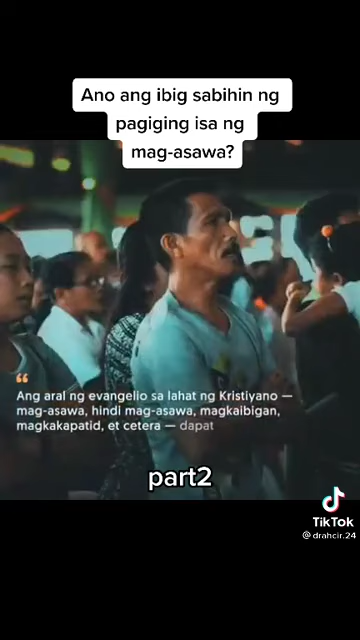 Ano ang ibig sabihin ng
pagiging isa ng
mag-asawa?
“
Ang aral ng evangelio sa lahat ng Kristiyano —
mag-asawa, hindi mag-asawa, magkaibigan,
magkakapatid, et cetera — dapat
part2
TikTok
@drahcir.24